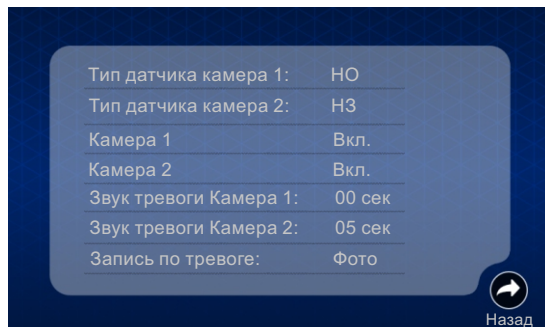 Тип датчика камера 1: НО
Тип датчика камера 2: НЗ
Камера 1 Вкл.
Камера 2 Вкл.
Звук тревоги Камера 1: 00 сек
Звук тревоги Камера 2: 05 сек
Запись по тревоге: Фото
Назад